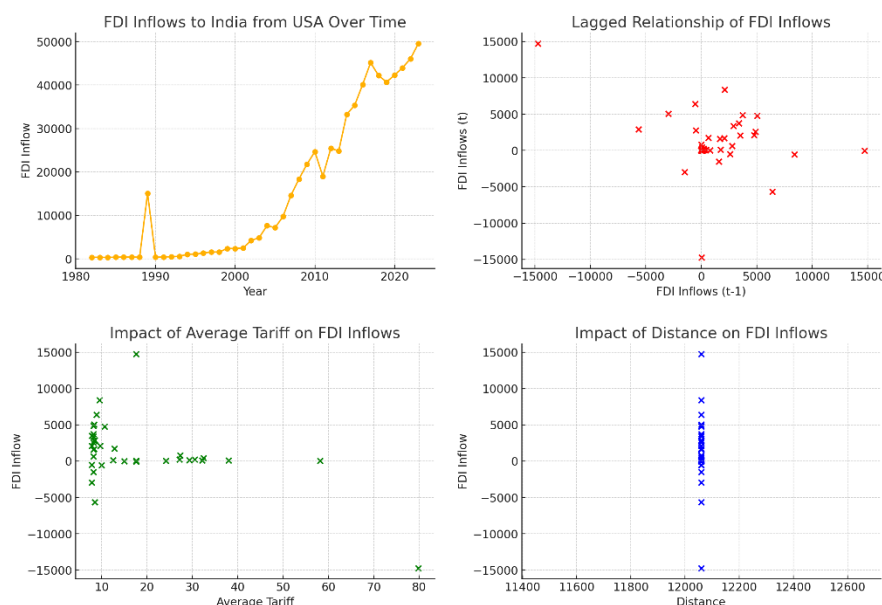 FDI Inflows to India from USA Over Time
50000
40000
30000
20000
10000
0
FDI Inflow
1980 1990 2000 2010 2020
Year
Lagged Relationship of FDI Inflows
15000
10000
5000
0
−5000
−10000
−15000
FDI Inflows (t)
−15000 −10000 −5000 0 5000 10000 15000
FDI Inflows (t-1)
Impact of Average Tariff on FDI Inflows
15000
10000
5000
0
−5000
−10000
−15000
FDI Inflow
10 20 30 40 50 60 70 80
Average Tariff
Impact of Distance on FDI Inflows
15000
10000
5000
0
−5000
−10000
−15000
FDI Inflow
11400 11600 11800 12000 12200 12400 12600
Distance